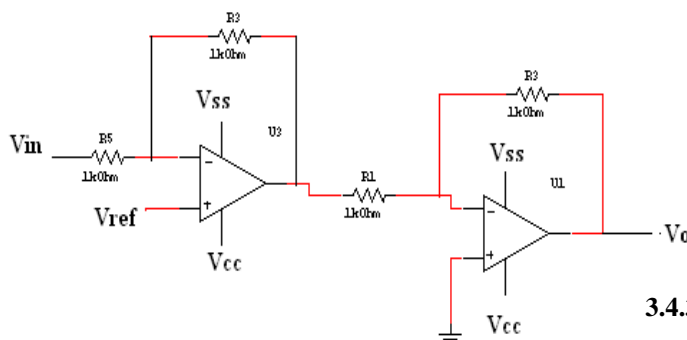 R3
1kOhm
R3
1kOhm
Vss
U3
Vin
R5
1kOhm
Vss
R1
1kOhm
U1
Vref
Vcc
Vo
3.4.
Vcc